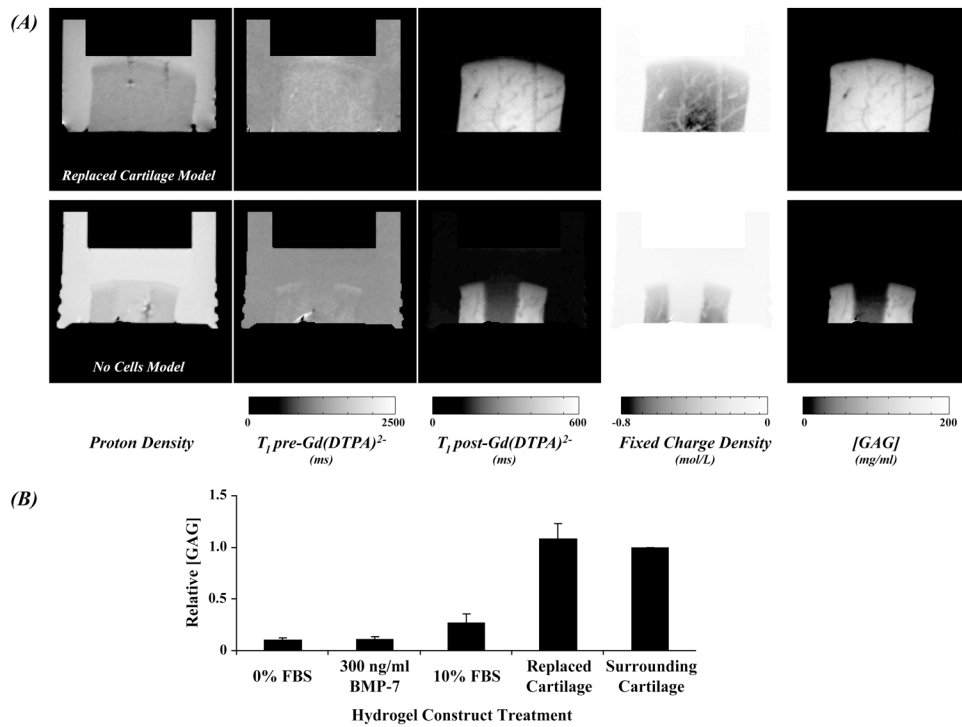 (A)
Replaced Cartilage Model
No Cells Model
0 2500
0 600
-0.8 0
0 200
Proton Density
T1 pre-Gd(DTPA)2-
(ms)
T1 post-Gd(DTPA)2-
(ms)
Fixed Charge Density
(mol/L)
[GAG]
(mg/ml)
(B)
Relative [GAG]
1.5
1.0
0.5
0
0% FBS
300 ng/ml
BMP-7
10% FBS
Replaced
Cartilage
Surrounding
Cartilage
Hydrogel Construct Treatment